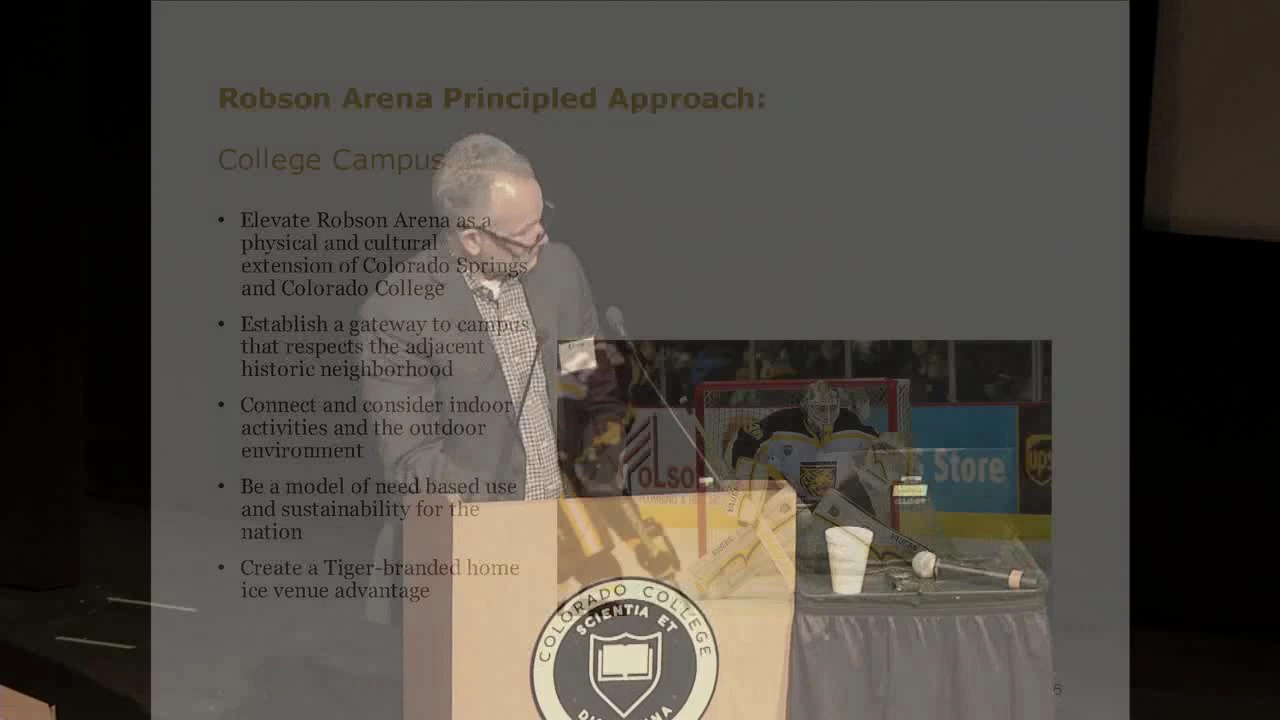 Robson Arena Principled Approach:
College Campus
• Elevate Robson Arena as a
physical and cultural
extension of Colorado Springs
and Colorado College
• Establish a gateway to campus
that respects the adjacent
historic neighborhood
• Connect and consider indoor
activities and the outdoor
environment
• Be a model of need based use
and sustainability for the
nation
• Create a Tiger-branded home
ice venue advantage
Store
ups
COLORADO COLLEGE
SCIENTIA ET
6